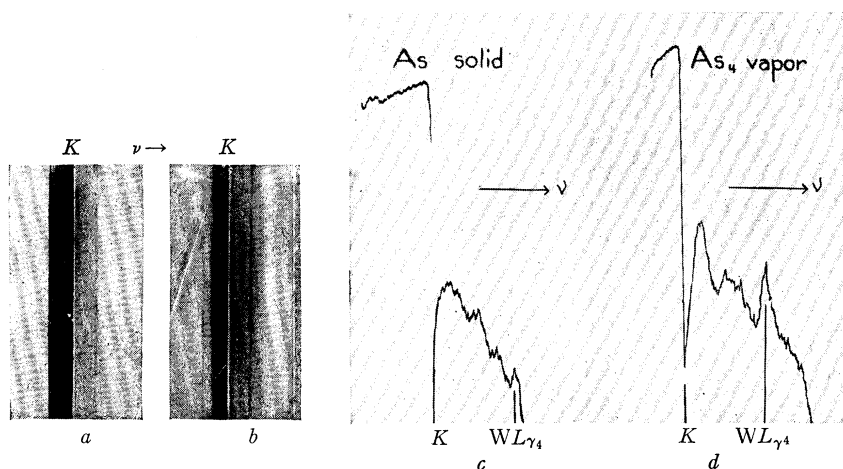 As solid
As₄ vapor
K ν → K
ν
ν
K WLγ₄
K WLγ⁴
a b
c d